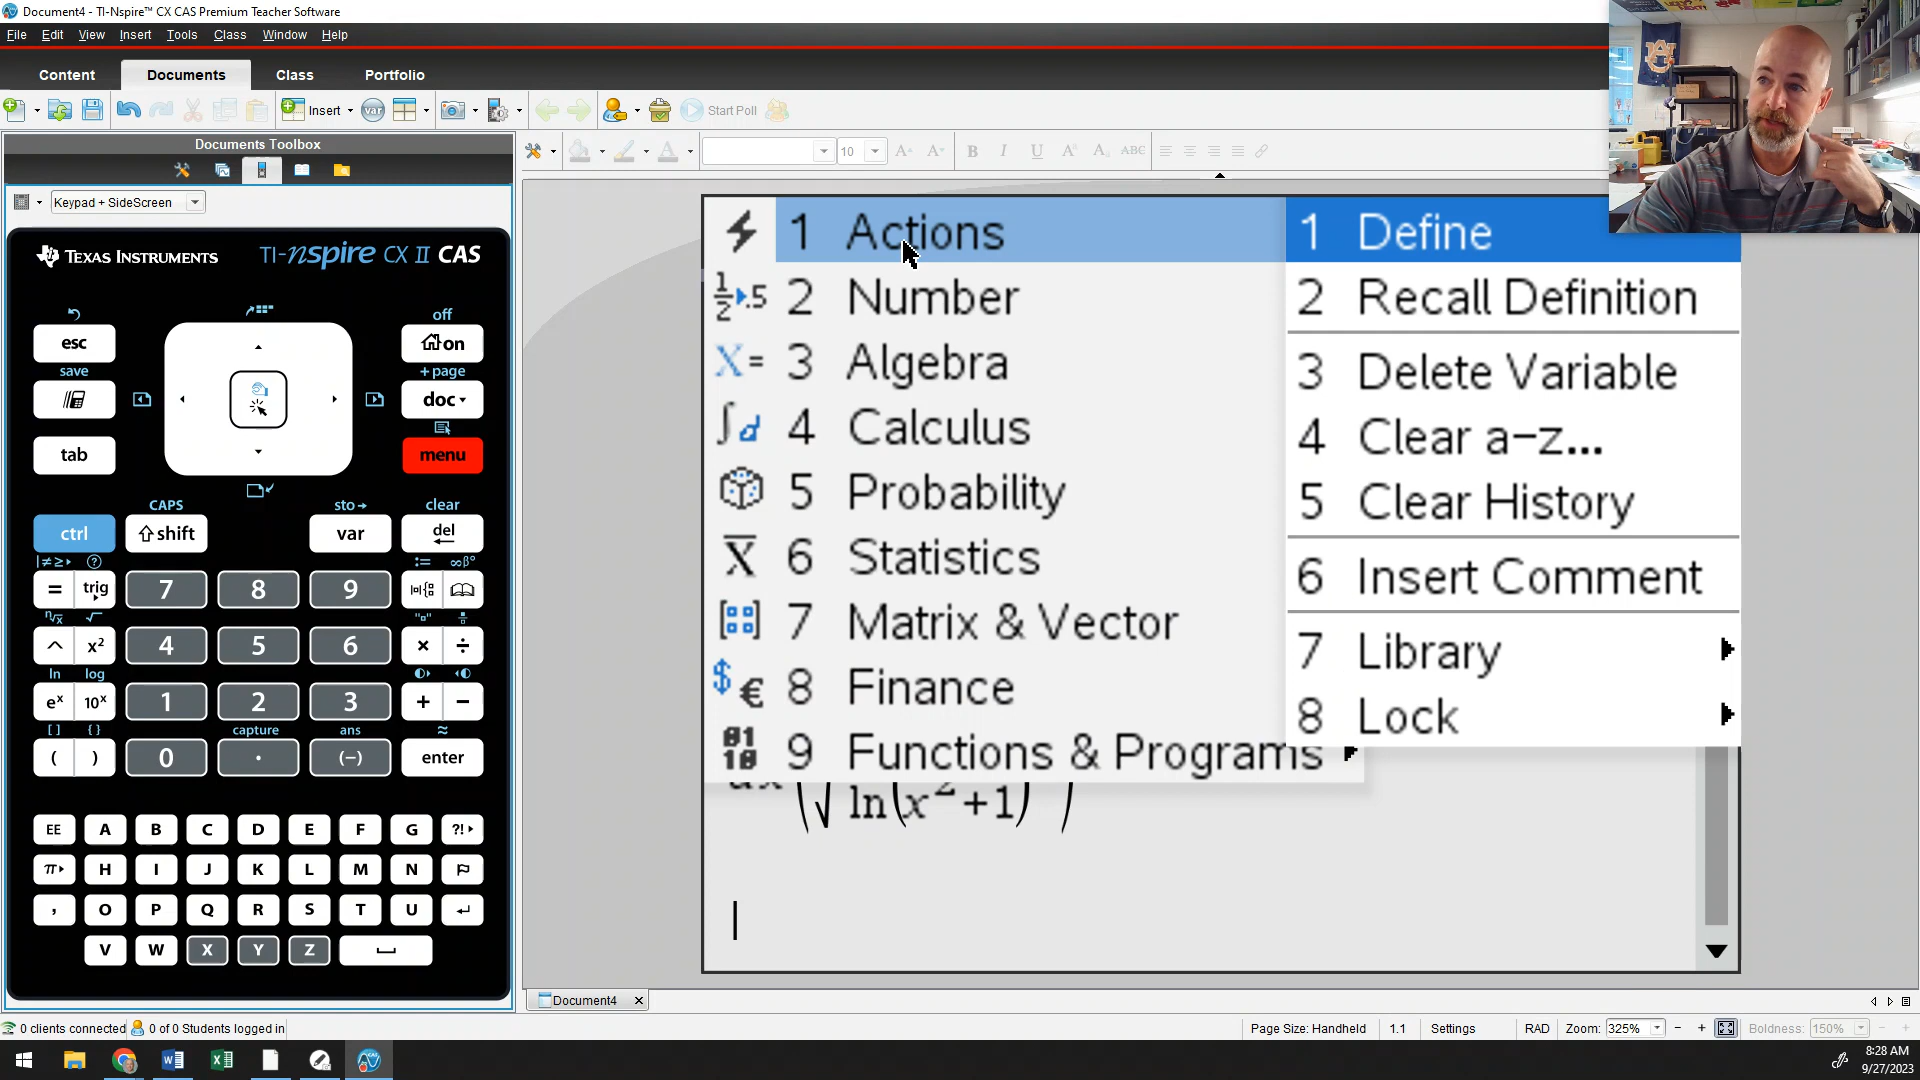 Document4 - TI-Nspire™ CX CAS Premium Teacher Software
File Edit View Insert Tools Class Window Help
Content Documents Class Portfolio
Insert var Start Poll
Documents Toolbox
10 A A B I U A A ABC
Keypad + SideScreen
TEXAS INSTRUMENTS TI-nspire CX II CAS
off
esc on
save + page
doc
tab menu
CAPS sto→ clear
ctrl shift var del
|≠≥▸ ? := ∞β°
= trig 7 8 9
ⁿ√x √ "▫"
^ x² 4 5 6 × ÷
ln log
eˣ 10ˣ 1 2 3 + −
[ ] { } capture ans ≈
( ) 0 . (−) enter
EE A B C D E F G ?!▸
π▸ H I J K L M N
, O P Q R S T U
V W X Y Z
1 Actions
2 Number
3 Algebra
4 Calculus
5 Probability
6 Statistics
7 Matrix & Vector
8 Finance
9 Functions & Programs
1 Define
2 Recall Definition
3 Delete Variable
4 Clear a−z...
5 Clear History
6 Insert Comment
7 Library
8 Lock
ln(x²+1)
Document4
0 clients connected 0 of 0 Students logged in Page Size: Handheld 1.1 Settings RAD Zoom: 325% − + Boldness: 150% − +
8:28 AM
9/27/2023